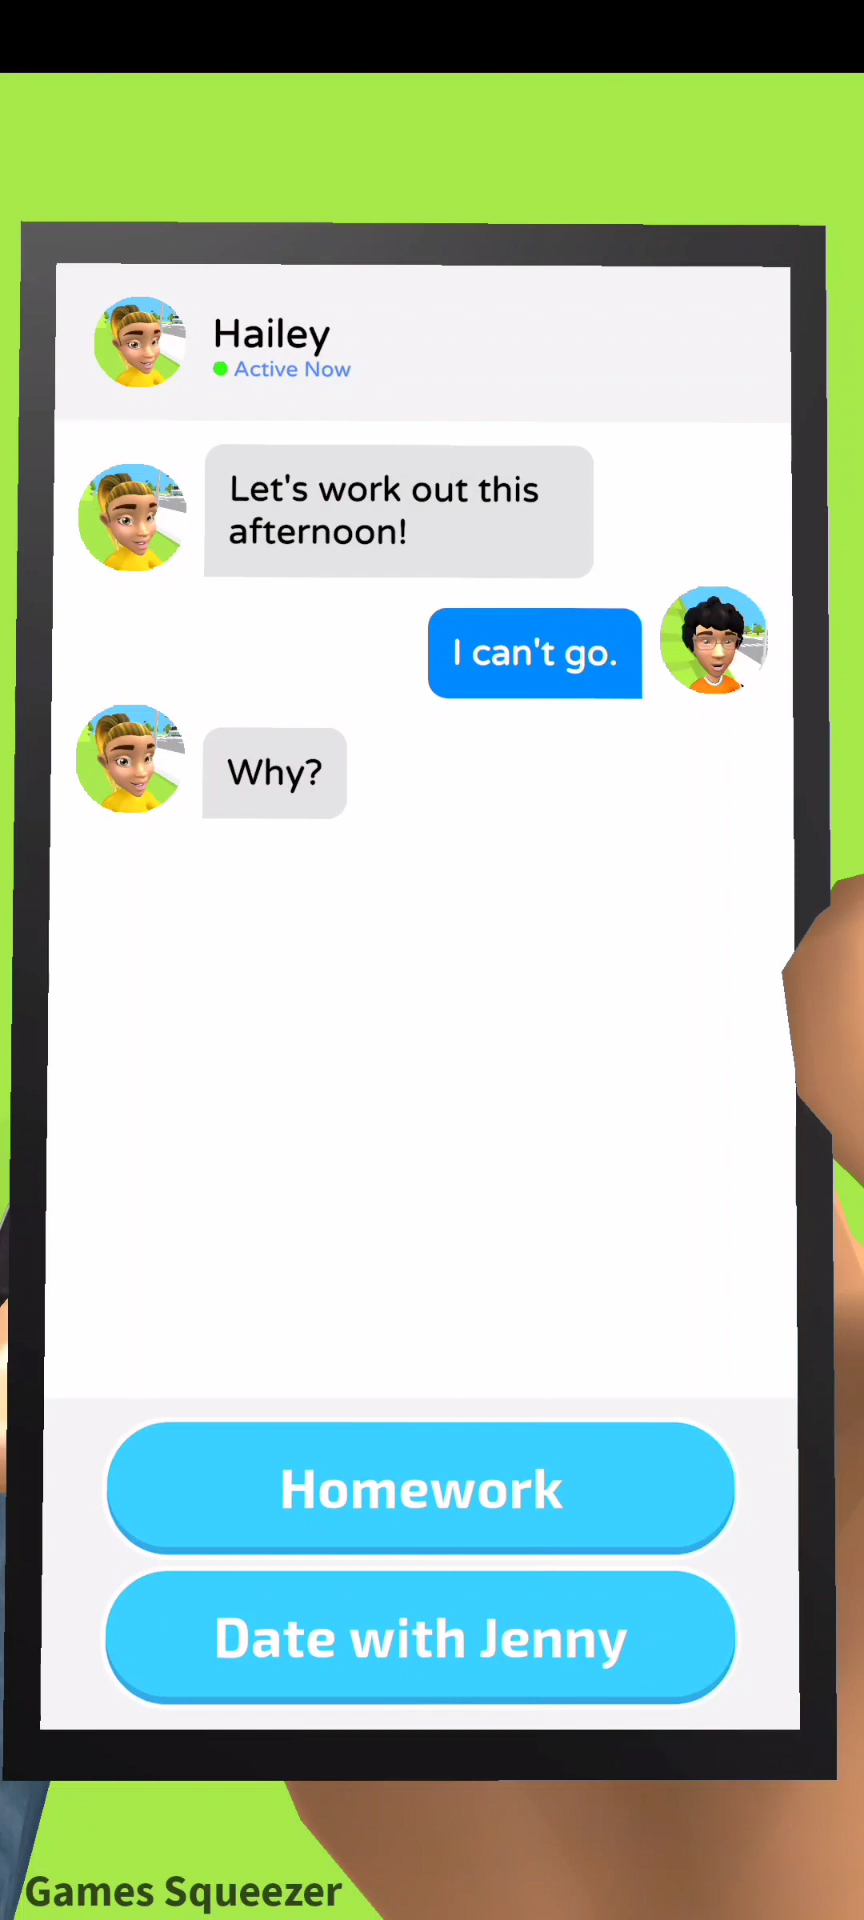 Hailey
Active Now
Let's work out this
afternoon!
I can't go.
Why?
Homework
Date with Jenny
Games Squeezer